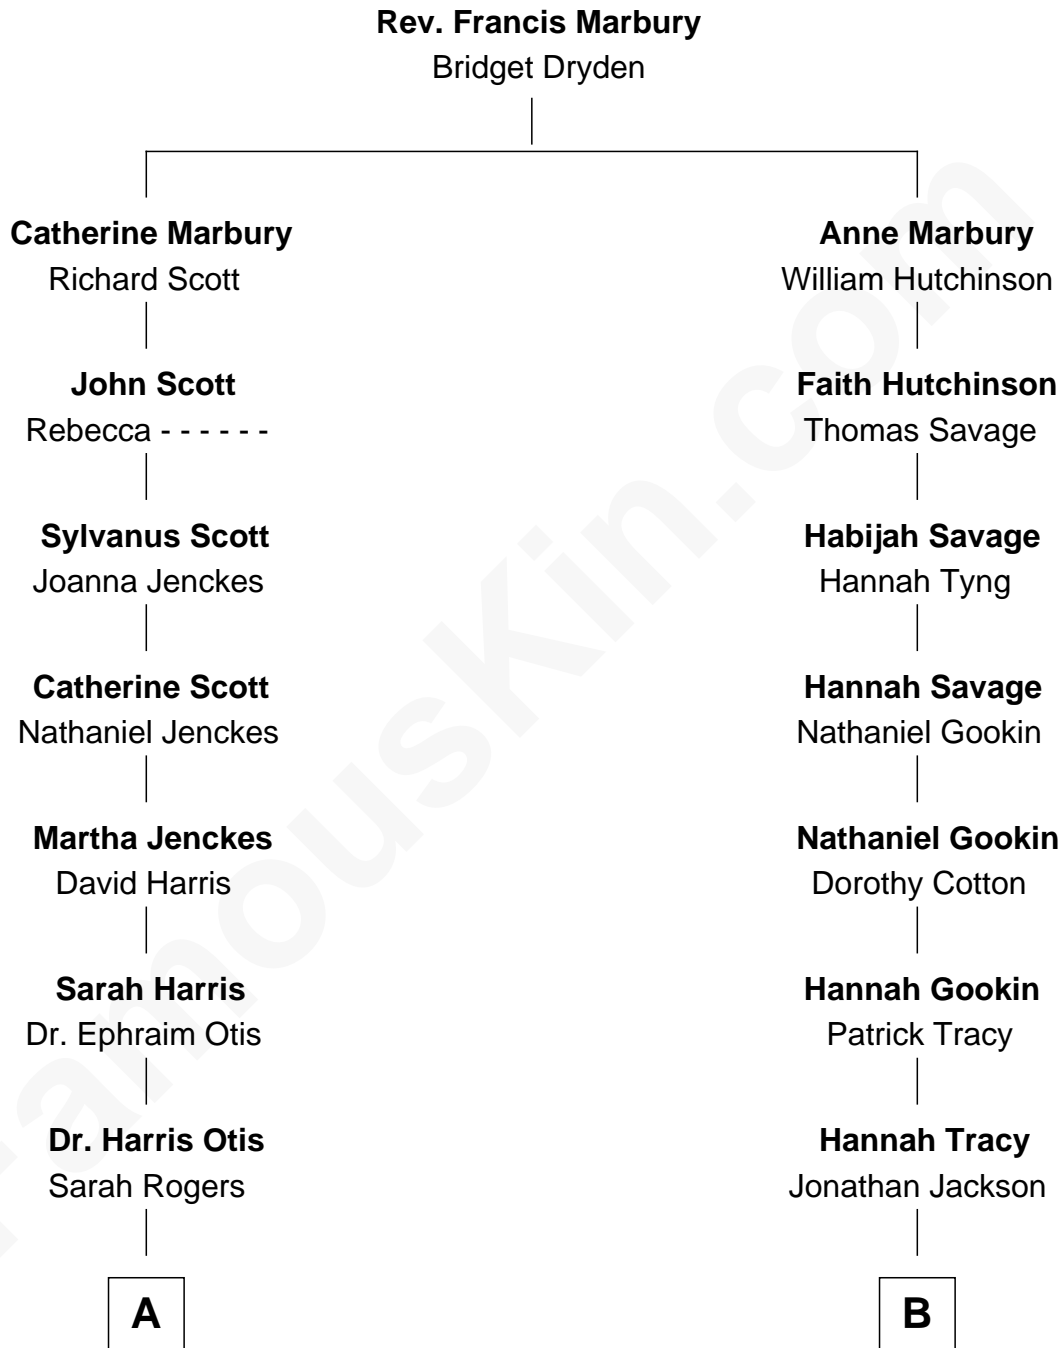 Rev. Francis Marbury
Bridget Dryden
Catherine Marbury
Richard Scott
John Scott
Rebecca - - - - - -
Sylvanus Scott
Joanna Jenckes
Catherine Scott
Nathaniel Jenckes
Martha Jenckes
David Harris
Sarah Harris
Dr. Ephraim Otis
Dr. Harris Otis
Sarah Rogers
A
Anne Marbury
William Hutchinson
Faith Hutchinson
Thomas Savage
Habijah Savage
Hannah Tyng
Hannah Savage
Nathaniel Gookin
Nathaniel Gookin
Dorothy Cotton
Hannah Gookin
Patrick Tracy
Hannah Tracy
Jonathan Jackson
B
FamousKin.com